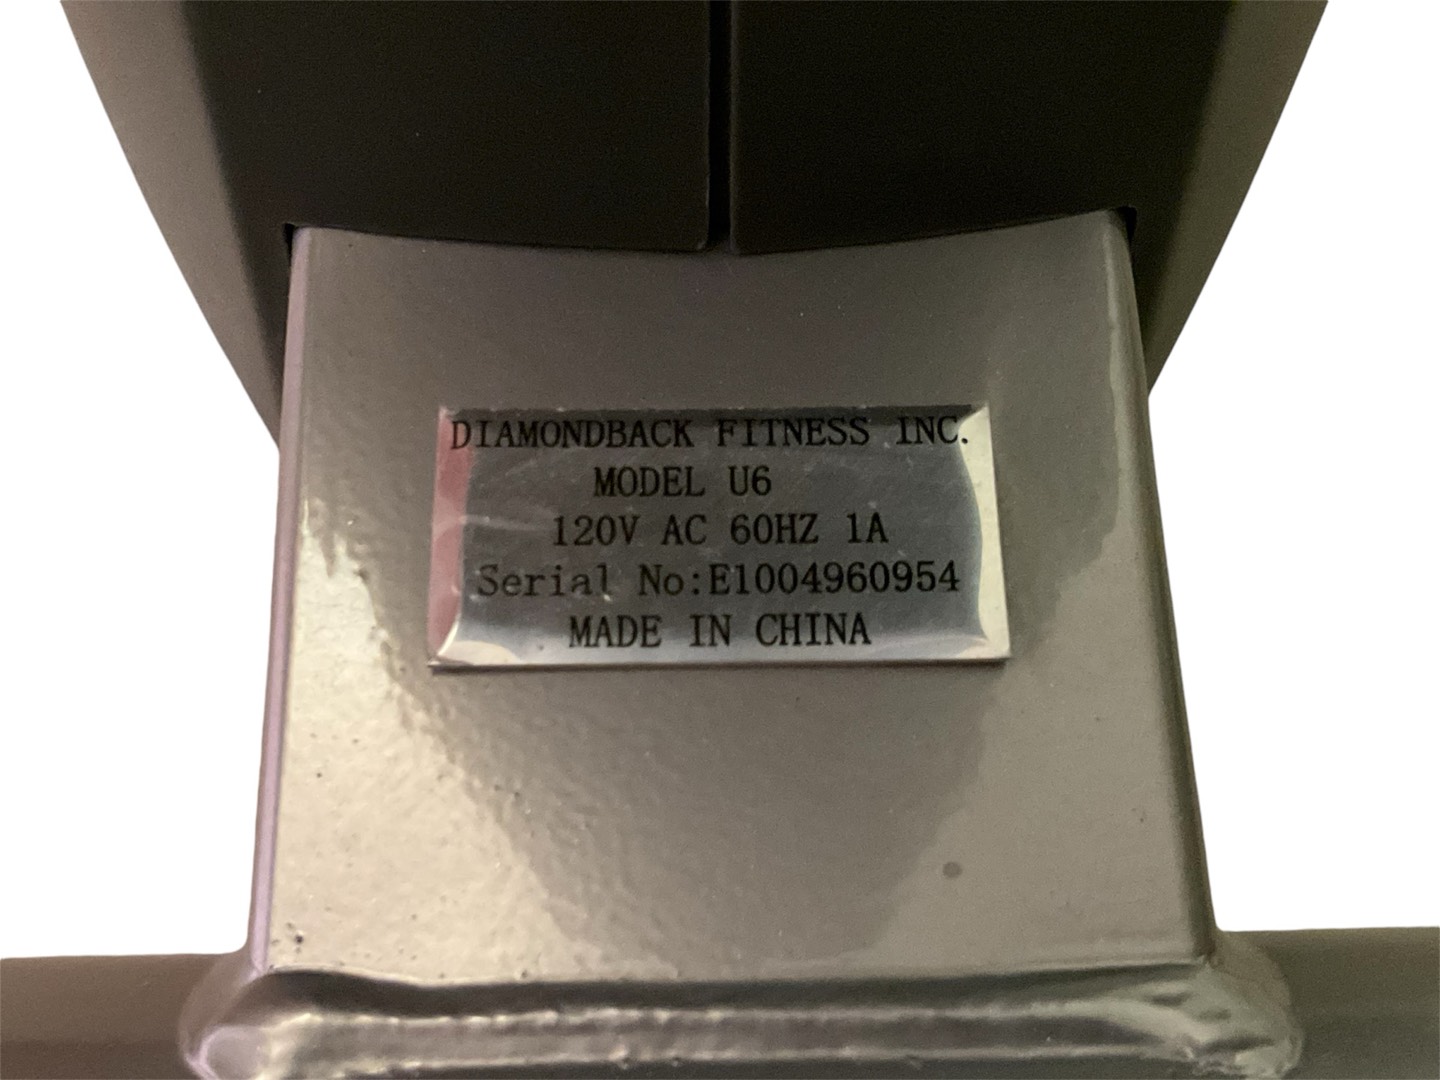 DIAMONDBACK FITNESS INC.
MODEL U6
120V AC 60HZ 1A
Serial No:E1004960954
MADE IN CHINA